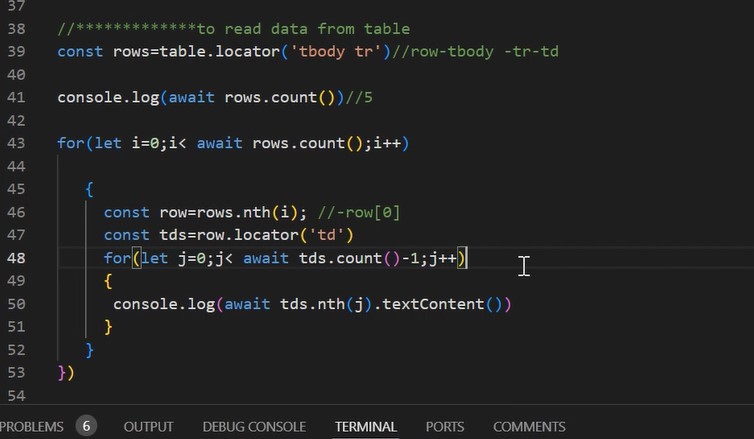 37
38 //*************to read data from table
39 const rows=table.locator('tbody tr')//row-tbody -tr-td
40
41 console.log(await rows.count())//5
42
43 for(let i=0;i< await rows.count();i++)
44
45 {
46 const row=rows.nth(i); //-row[0]
47 const tds=row.locator('td')
48 for(let j=0;j< await tds.count()-1;j++)
49 {
50 console.log(await tds.nth(j).textContent())
51 }
52 }
53 })
54
PROBLEMS 6 OUTPUT DEBUG CONSOLE TERMINAL PORTS COMMENTS